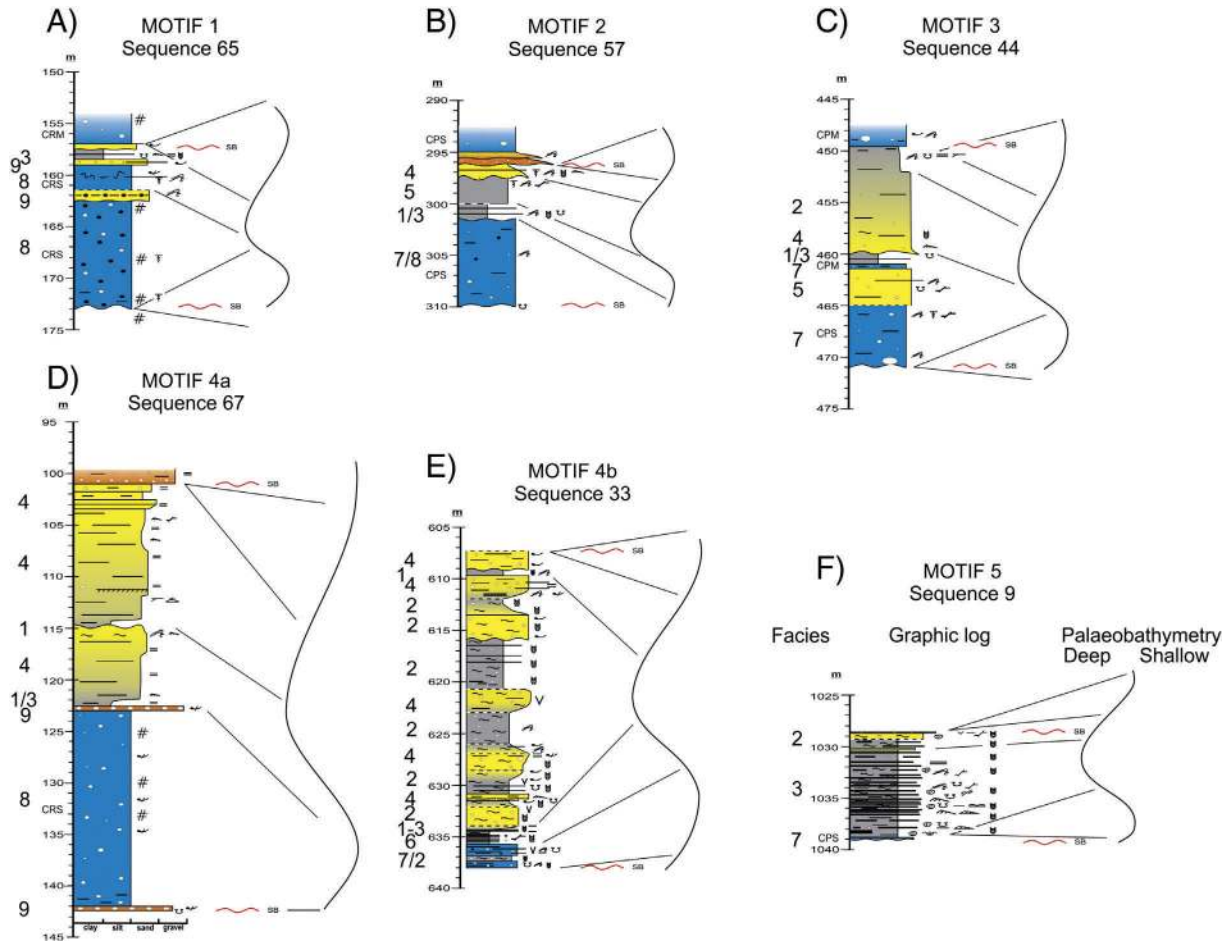 A)
MOTIF 1
Sequence 65
m
150
155
CRM
3
9
160
8
CRS
9
165
8
CRS
170
175
#
#
#
#
#
SB
SB
B)
MOTIF 2
Sequence 57
m
290
CPS
295
4
5
300
1/3
305
7/8
CPS
310
SB
SB
C)
MOTIF 3
Sequence 44
m
445
CPM
450
2
455
4
1/3
460
7
CPM
5
465
CPS
7
470
475
SB
SB
D)
MOTIF 4a
Sequence 67
m
95
100
4
105
4
110
1
115
4
120
1/3
9
125
130
8
CRS
135
140
9
145
clay silt sand gravel
#
#
#
SB
SB
E)
MOTIF 4b
Sequence 33
m
605
4
1
610
4
2
2
615
2
620
4
2
625
4
2
630
4
2
1-3
635
6
7/2
640
V
V
V
V
SB
SB
F)
MOTIF 5
Sequence 9
Facies Graphic log Palaeobathymetry
Deep Shallow
m
1025
2
1030
3
1035
7
CPS
1040
SB
SB